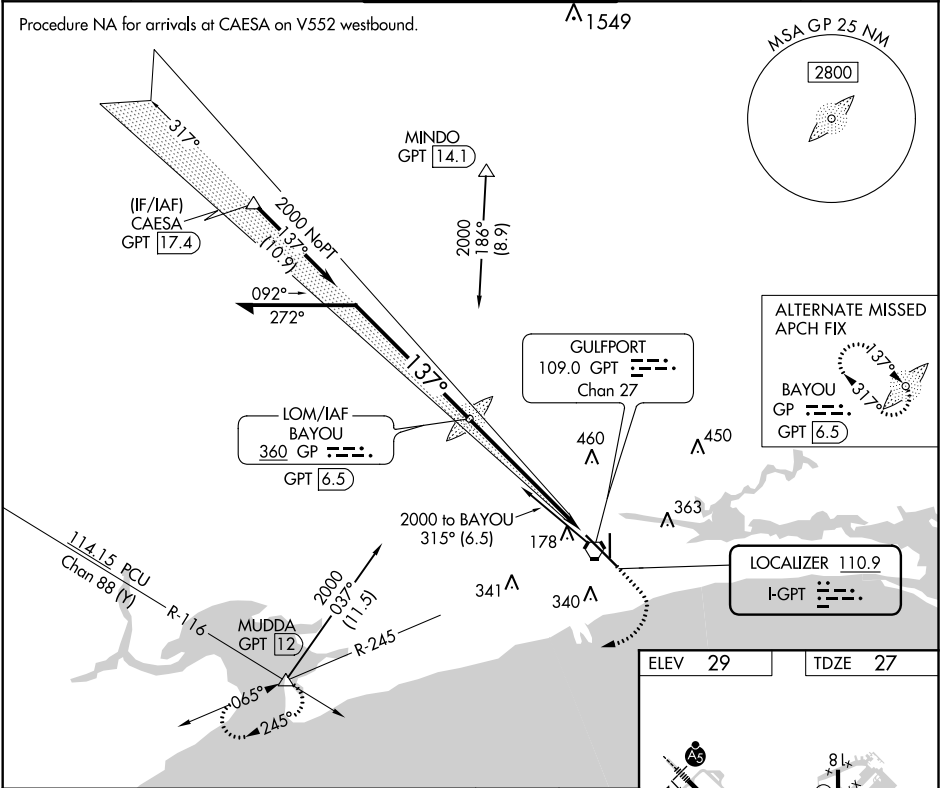 Procedure NA for arrivals at CAESA on V552 westbound.
1549
MSA GP 25 NM
2800
317°
MINDO
GPT 14.1
(IF/IAF)
CAESA
GPT 17.4
2000 NoPT
137°
(10.9)
2000
186°
(8.9)
092°
272°
ALTERNATE MISSED
APCH FIX
137°
317°
BAYOU
GP
GPT 6.5
GULFPORT
109.0 GPT
Chan 27
137°
LOM/IAF
BAYOU
360 GP
GPT 6.5
460
450
363
2000 to BAYOU
315° (6.5)
178
341
340
LOCALIZER 110.9
I-GPT
114.15 PCU
Chan 88 (Y)
R-116
MUDDA
GPT 12
2000
037°
(11.5)
R-245
065°
245°
ELEV 29
TDZE 27
A5
18